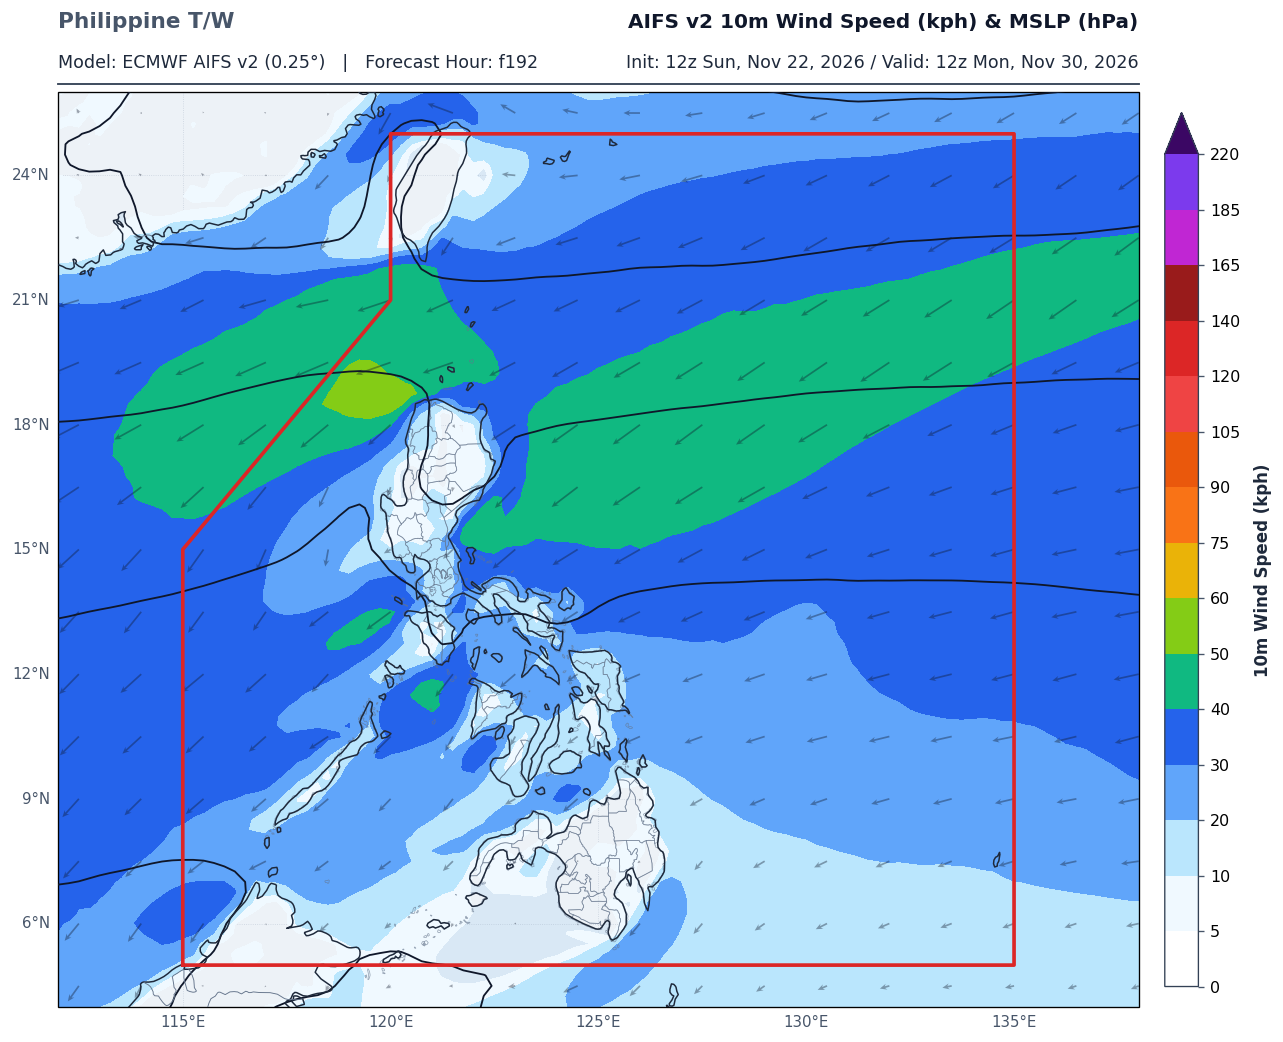 Philippine T/W
AIFS v2 10m Wind Speed (kph) & MSLP (hPa)
Model: ECMWF AIFS v2 (0.25°) | Forecast Hour: f192
Init: 12z Sun, Nov 22, 2026 / Valid: 12z Mon, Nov 30, 2026
24°N
21°N
18°N
15°N
12°N
9°N
6°N
115°E
120°E
125°E
130°E
135°E
220
185
165
140
120
105
90
75
60
50
40
30
20
10
5
0
10m Wind Speed (kph)